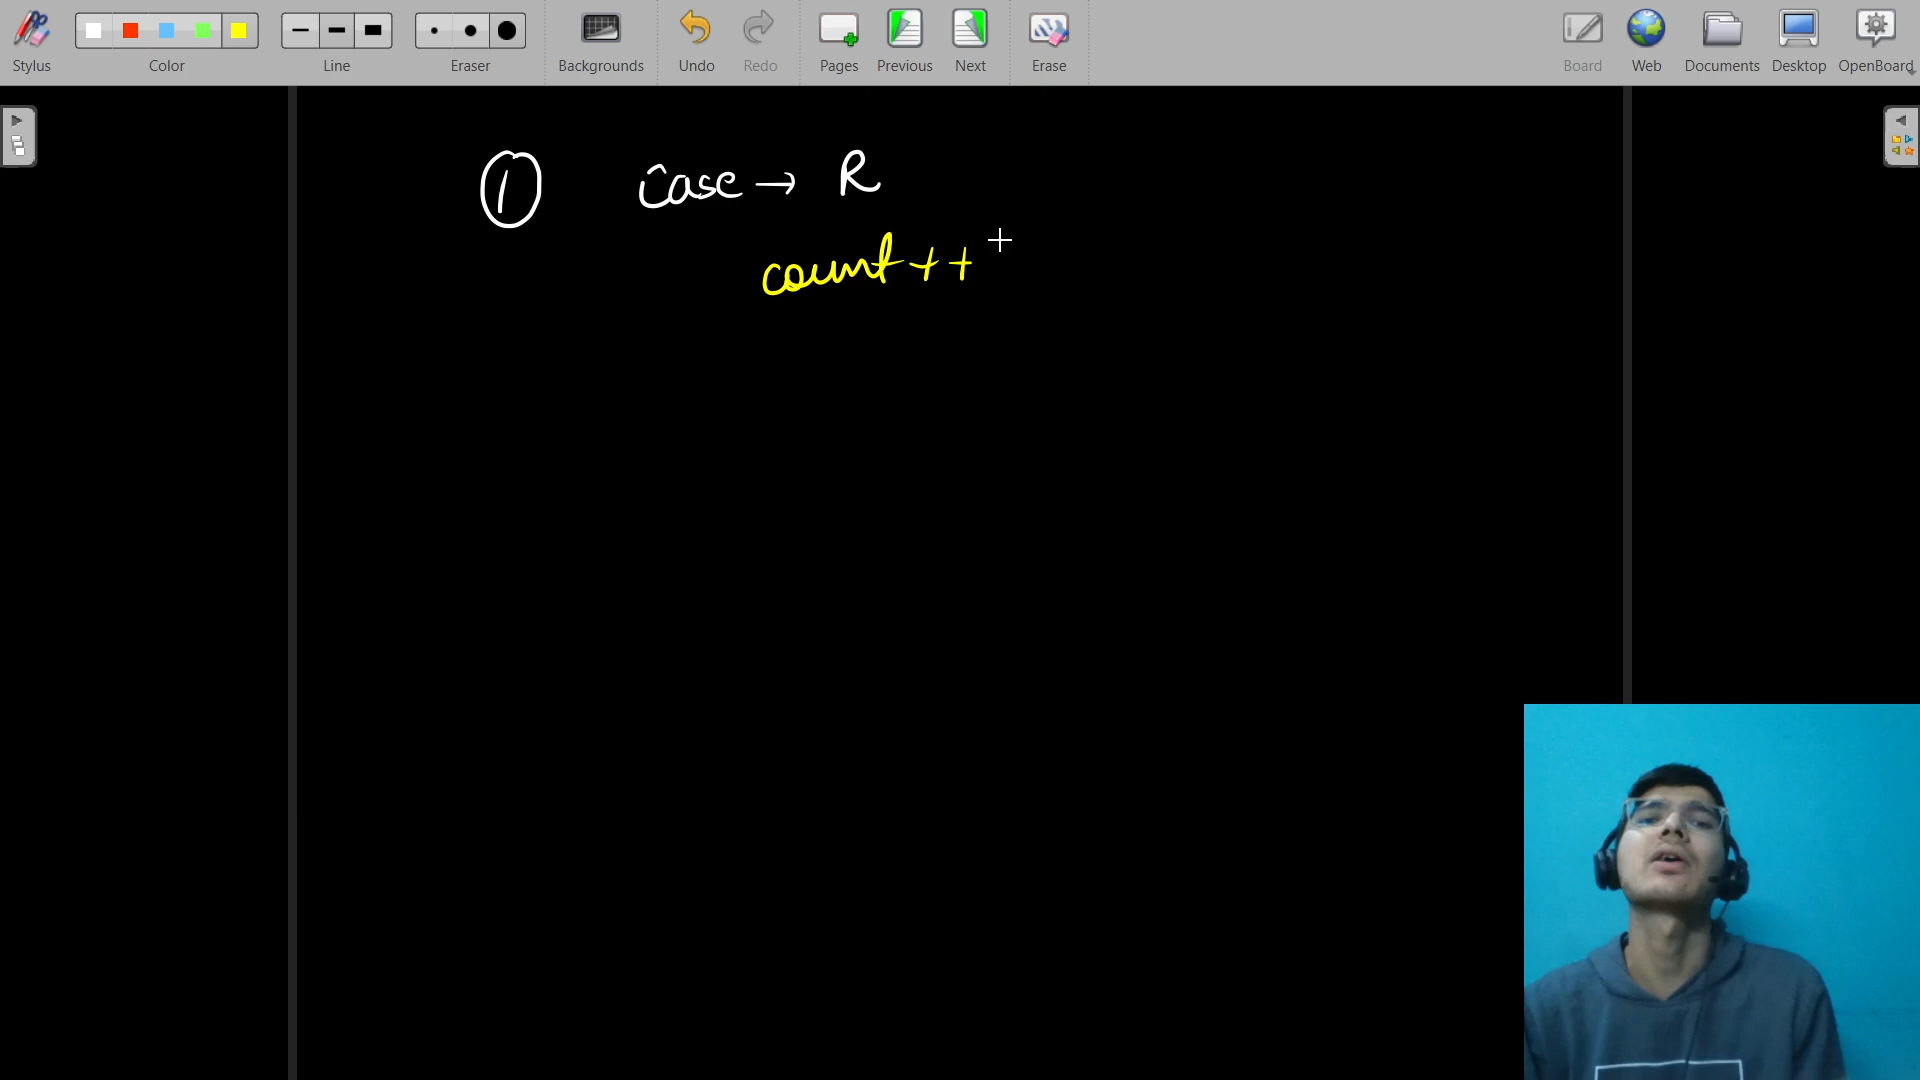 Stylus
Color
Line
Eraser
Backgrounds
Undo
Redo
Pages
Previous
Next
Erase
Board
Web
Documents
Desktop
OpenBoard
① case → R
count++